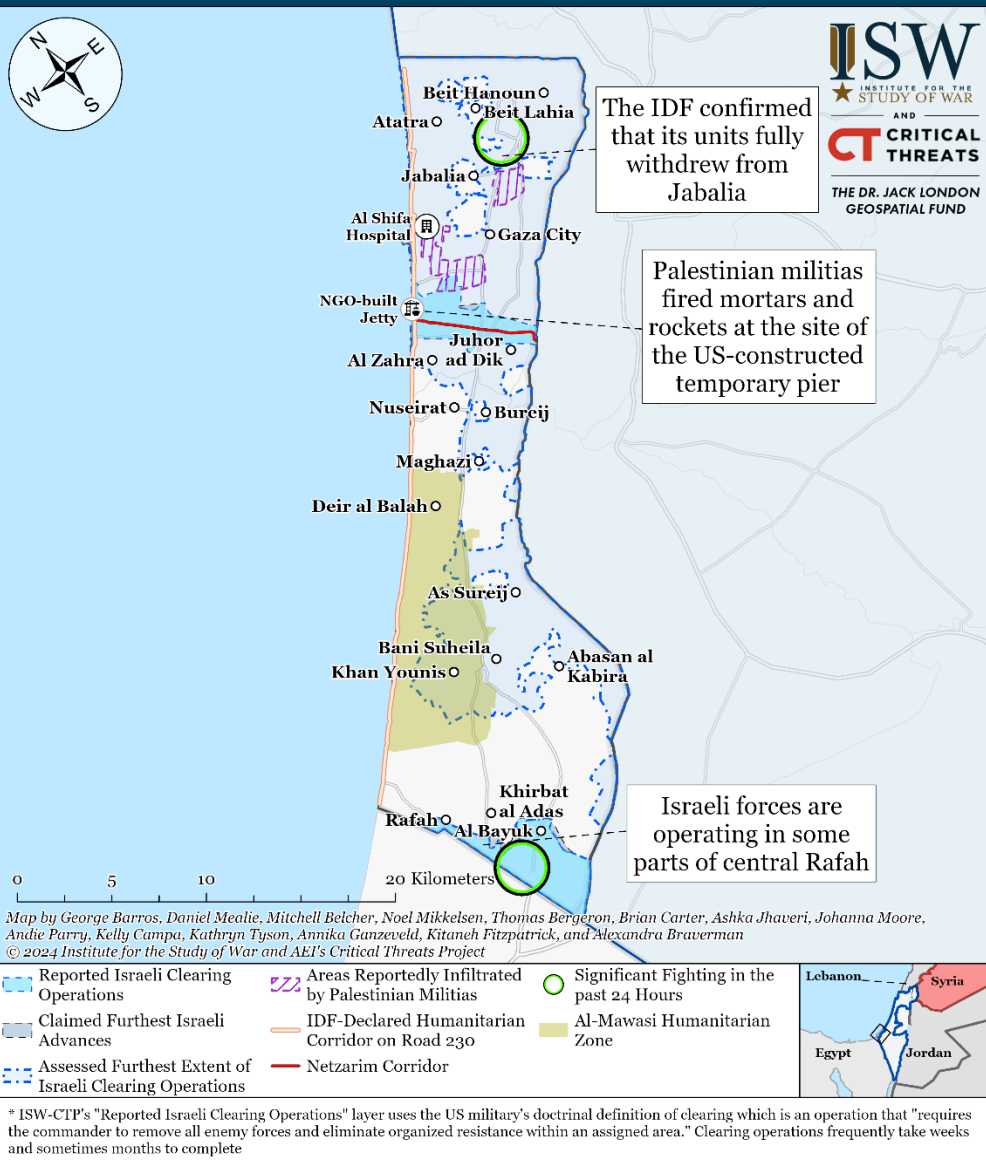 N
E
W
S
ISW
INSTITUTE FOR THE
STUDY OF WAR
AND
CT CRITICAL
THREATS
THE DR. JACK LONDON
GEOSPATIAL FUND
Beit Hanoun
Beit Lahia
Atatra
The IDF confirmed
that its units fully
withdrew from
Jabalia
Jabalia
Al Shifa
Hospital
Gaza City
Palestinian militias
fired mortars and
rockets at the site of
the US-constructed
temporary pier
NGO-built
Jetty
Juhor
ad Dik
Al Zahra
Nuseirat
Bureij
Maghazi
Deir al Balah
As Sureij
Bani Suheila
Abasan al
Kabira
Khan Younis
Khirbat
al Adas
Rafah
Al Bayuk
Israeli forces are
operating in some
parts of central Rafah
0 5 10 20 Kilometers
Map by George Barros, Daniel Mealie, Mitchell Belcher, Noel Mikkelsen, Thomas Bergeron, Brian Carter, Ashka Jhaveri, Johanna Moore,
Andie Parry, Kelly Campa, Kathryn Tyson, Annika Ganzeveld, Kitaneh Fitzpatrick, and Alexandra Braverman
© 2024 Institute for the Study of War and AEI's Critical Threats Project
Reported Israeli Clearing
Operations
Claimed Furthest Israeli
Advances
Assessed Furthest Extent of
Israeli Clearing Operations
Areas Reportedly Infiltrated
by Palestinian Militias
IDF-Declared Humanitarian
Corridor on Road 230
Netzarim Corridor
Significant Fighting in the
past 24 Hours
Al-Mawasi Humanitarian
Zone
Lebanon
Syria
Egypt
Jordan
* ISW-CTP's "Reported Israeli Clearing Operations" layer uses the US military's doctrinal definition of clearing which is an operation that "requires
the commander to remove all enemy forces and eliminate organized resistance within an assigned area." Clearing operations frequently take weeks
and sometimes months to complete